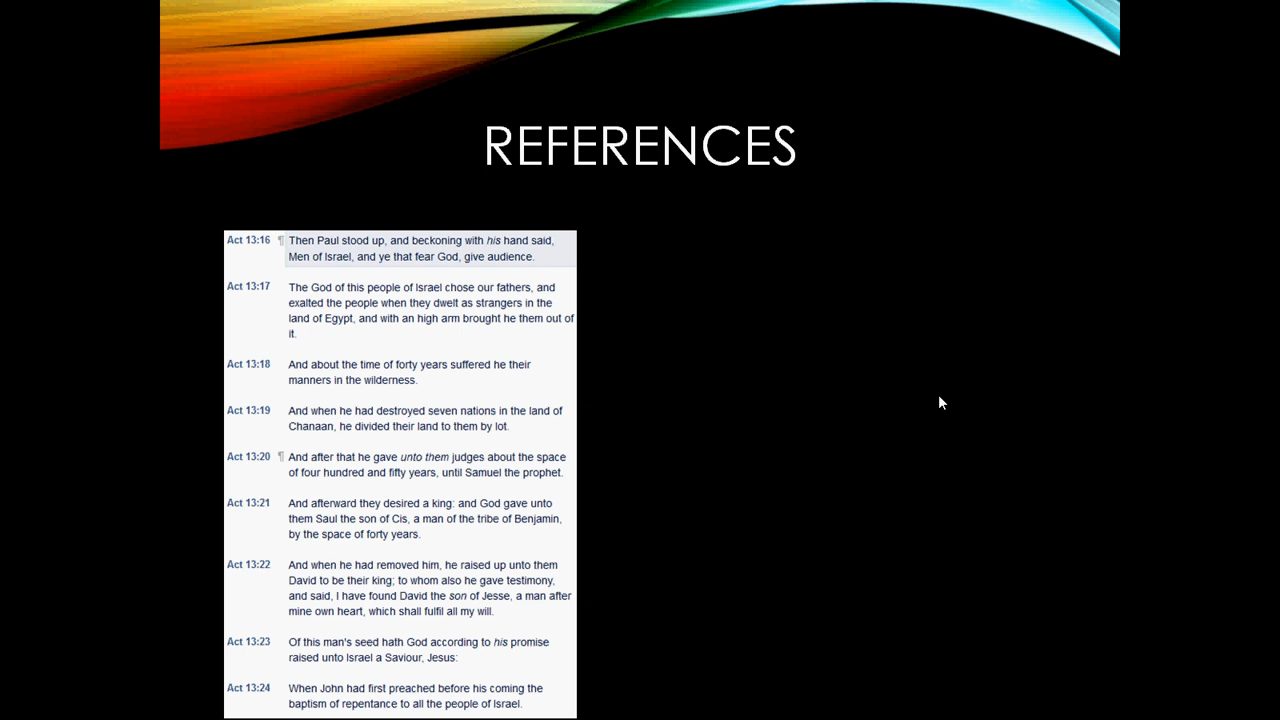 REFERENCES
Act 13:16 ¶ Then Paul stood up, and beckoning with his hand said,
Men of Israel, and ye that fear God, give audience.
Act 13:17 The God of this people of Israel chose our fathers, and
exalted the people when they dwelt as strangers in the
land of Egypt, and with an high arm brought he them out of
it.
Act 13:18 And about the time of forty years suffered he their
manners in the wilderness.
Act 13:19 And when he had destroyed seven nations in the land of
Chanaan, he divided their land to them by lot.
Act 13:20 ¶ And after that he gave unto them judges about the space
of four hundred and fifty years, until Samuel the prophet.
Act 13:21 And afterward they desired a king: and God gave unto
them Saul the son of Cis, a man of the tribe of Benjamin,
by the space of forty years.
Act 13:22 And when he had removed him, he raised up unto them
David to be their king; to whom also he gave testimony,
and said, I have found David the son of Jesse, a man after
mine own heart, which shall fulfil all my will.
Act 13:23 Of this man's seed hath God according to his promise
raised unto Israel a Saviour, Jesus:
Act 13:24 When John had first preached before his coming the
baptism of repentance to all the people of Israel.